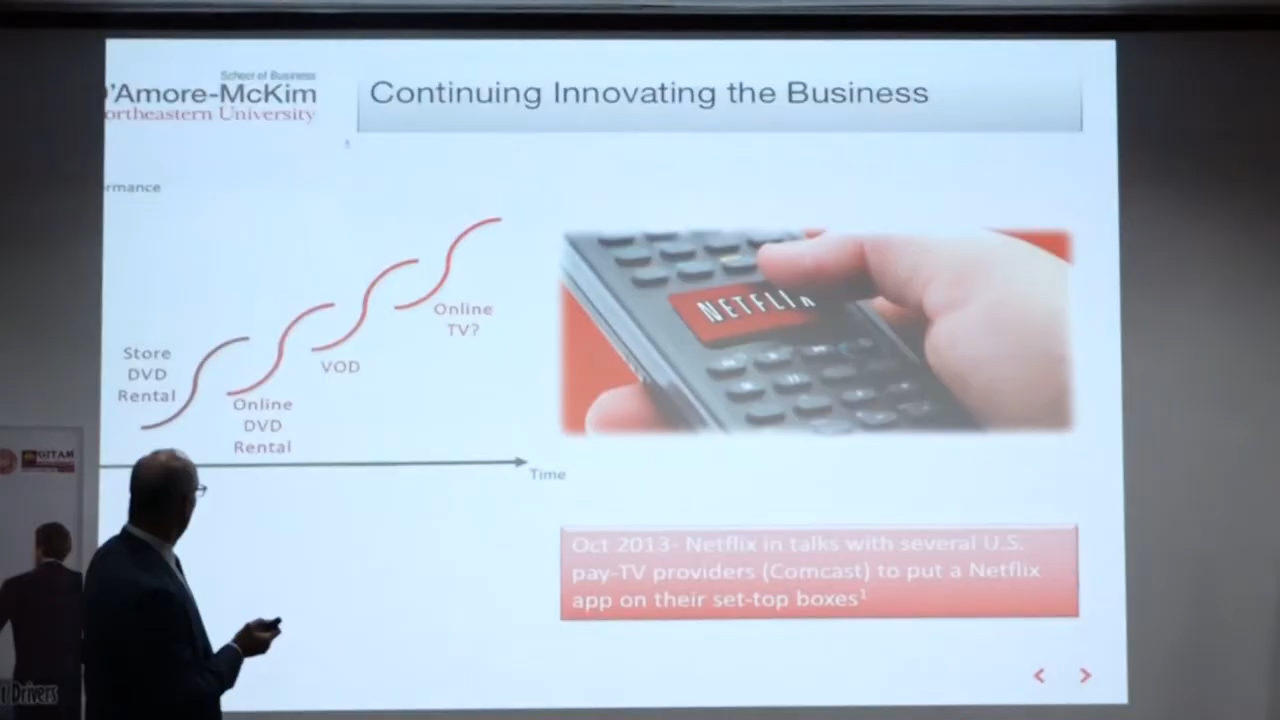 School of Business
D'Amore-McKim
ortheastern University
Continuing Innovating the Business
rmance
Store
DVD
Rental
Online
DVD
Rental
VOD
Online
TV?
Time
NETFLIX
Oct 2013- Netflix in talks with several U.S.
pay-TV providers (Comcast) to put a Netflix
app on their set-top boxes¹
GITAM
t Drivers